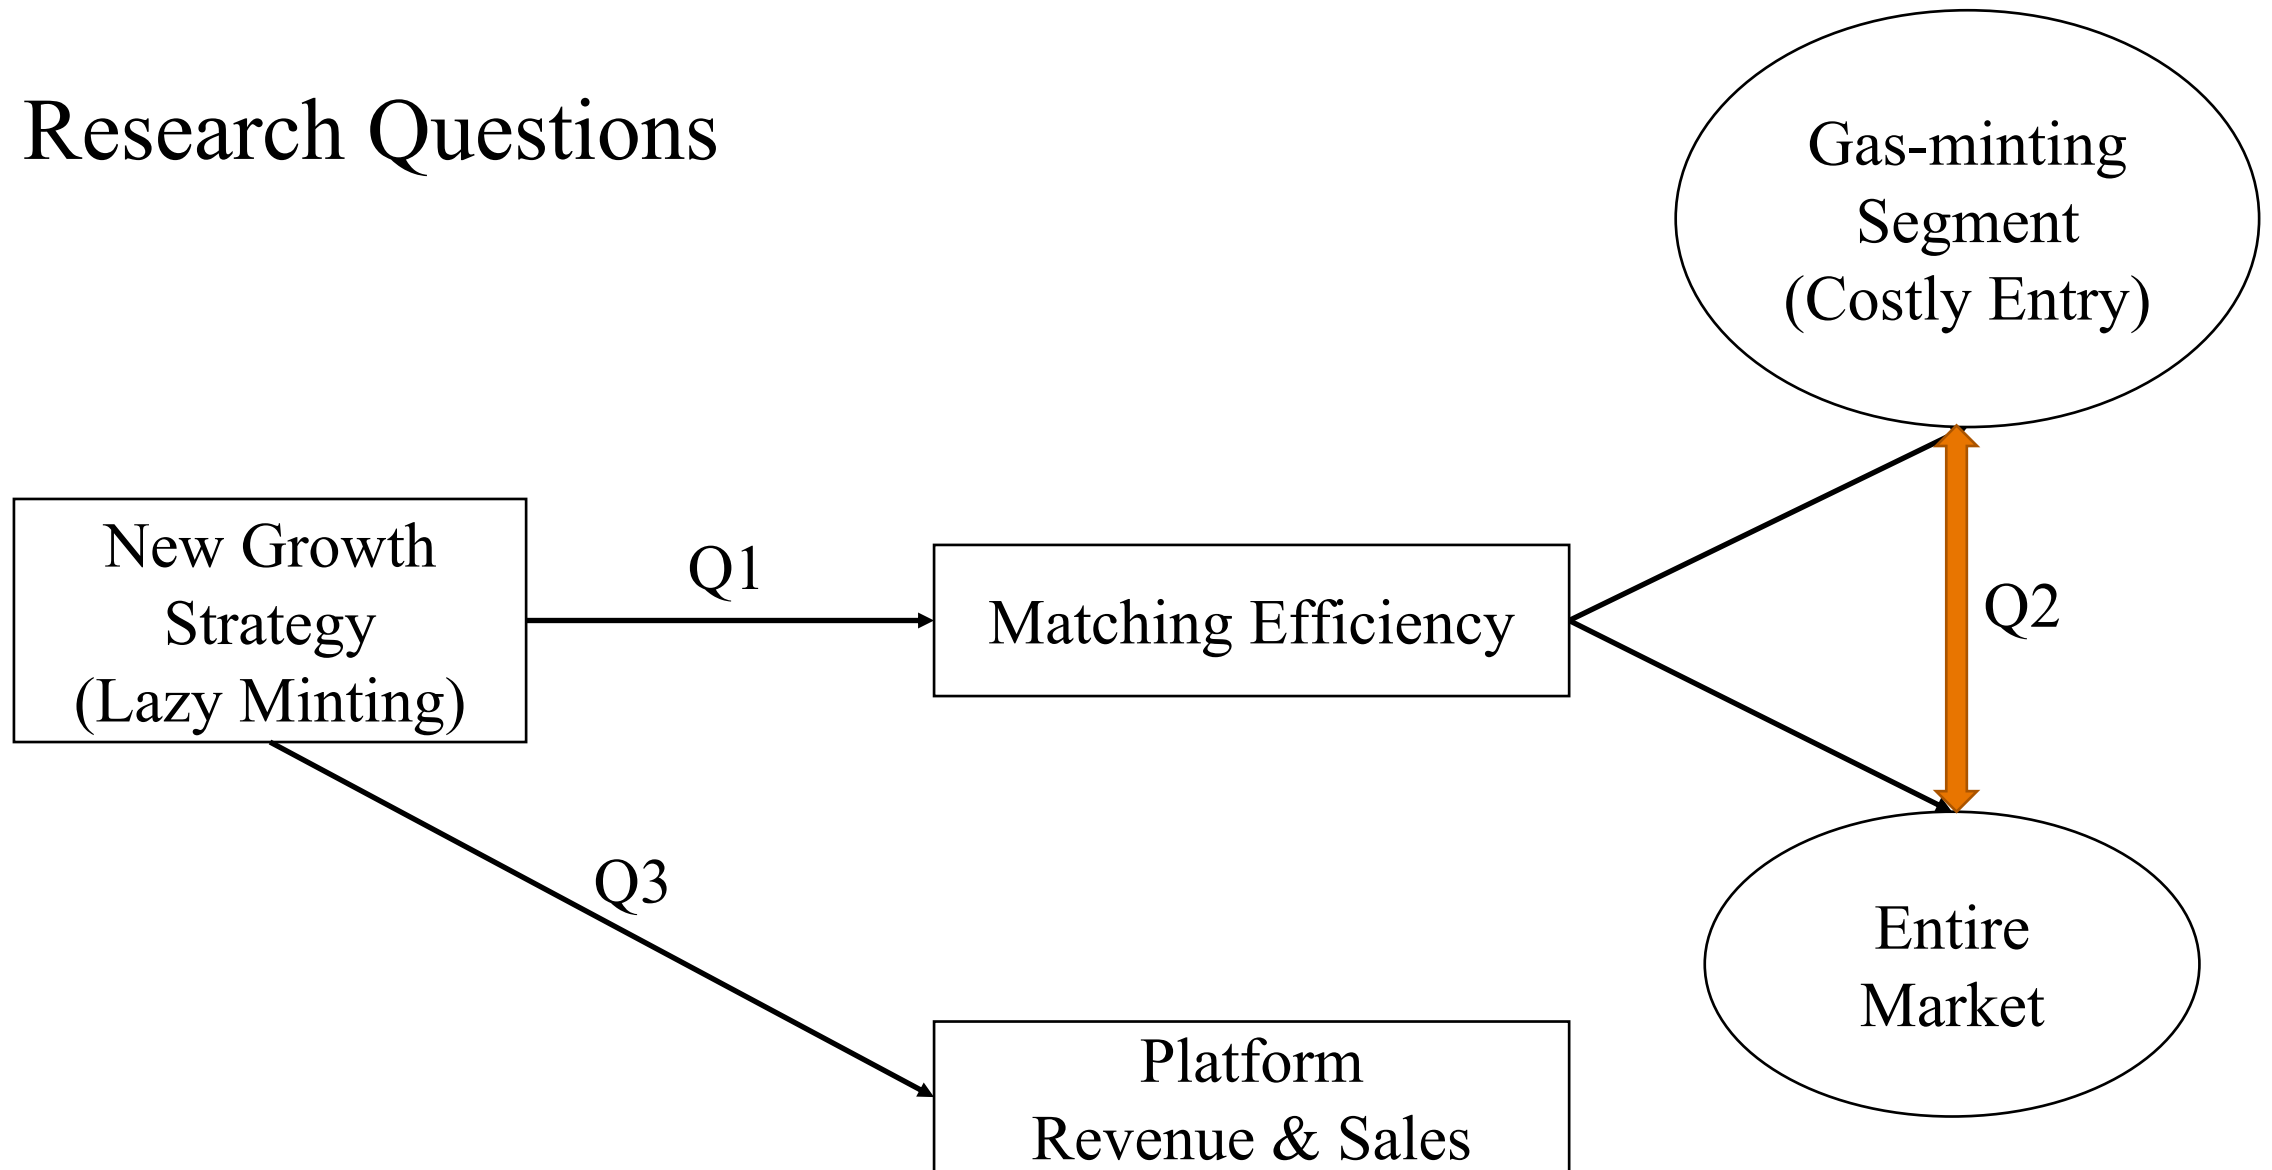 Research Questions
Gas-minting
Segment
(Costly Entry)
New Growth
Strategy
(Lazy Minting)
Q1
Matching Efficiency
Q2
Q3
Entire
Market
Platform
Revenue & Sales